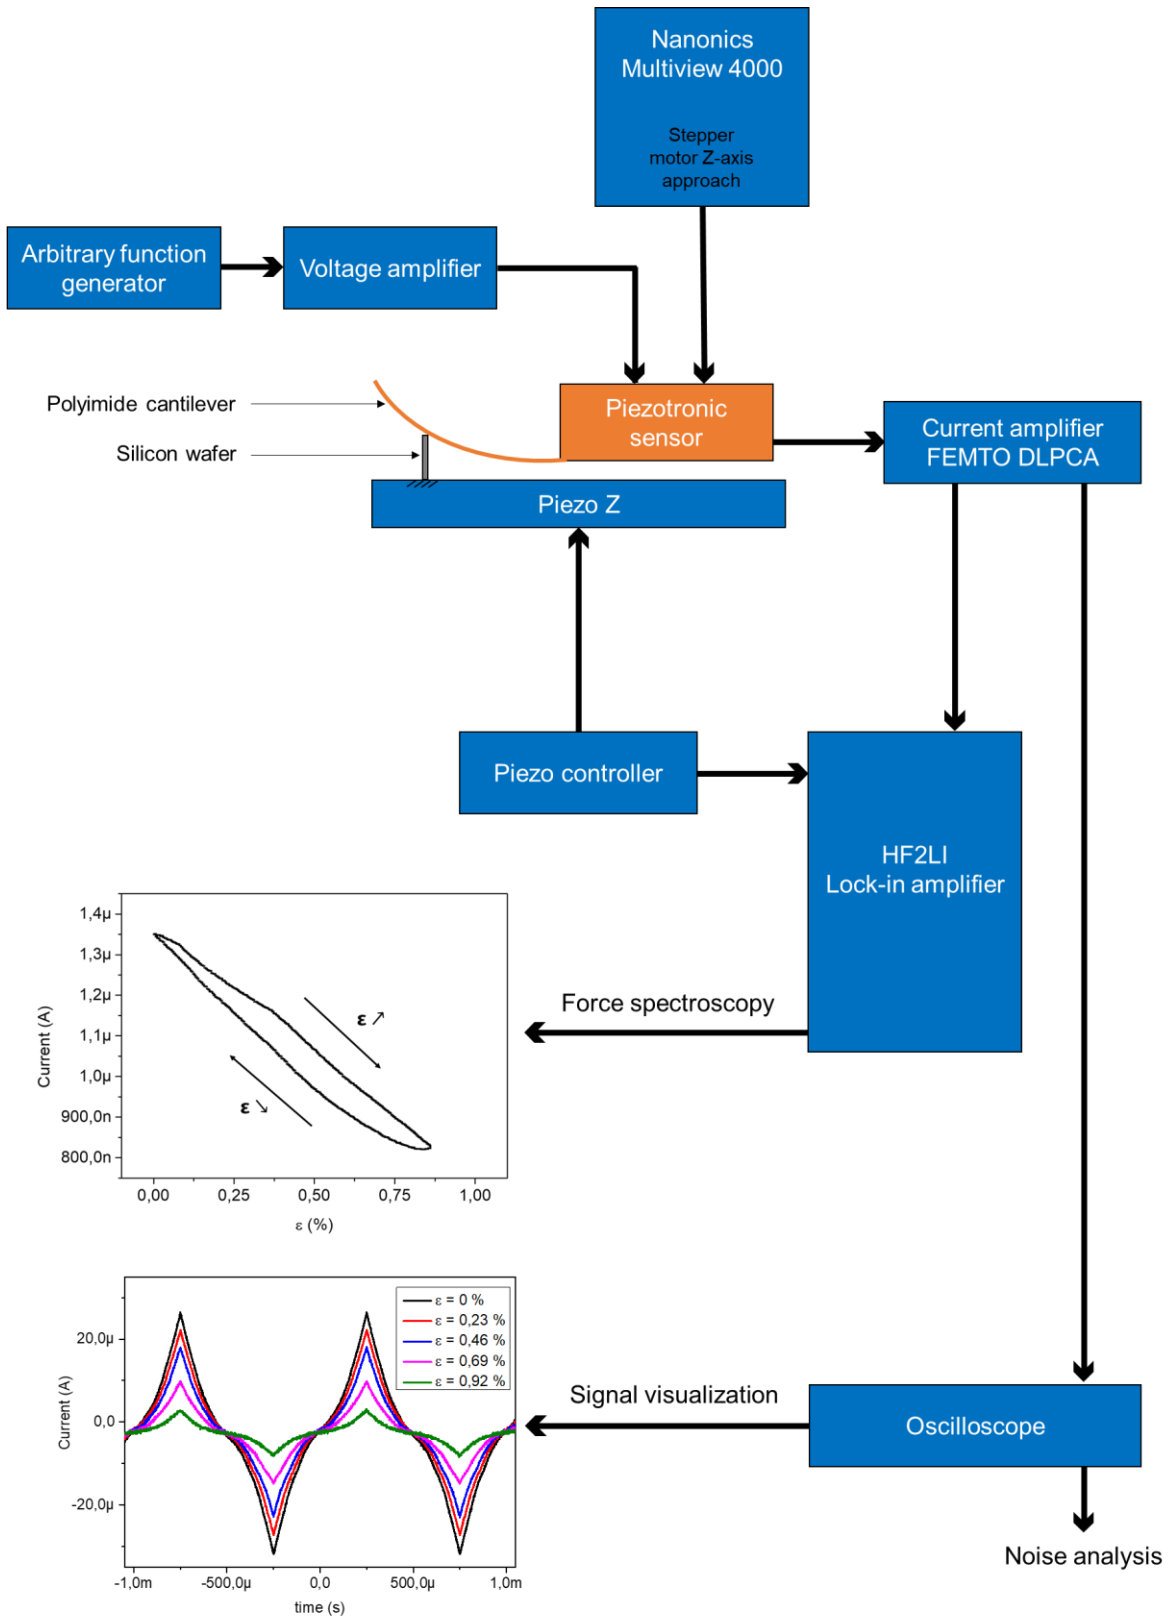 Nanonics
Multiview 4000
Stepper
motor Z-axis
approach
Arbitrary function
generator
Voltage amplifier
Polyimide cantilever
Silicon wafer
Piezotronic
sensor
Current amplifier
FEMTO DLPCA
Piezo Z
Piezo controller
HF2LI
Lock-in amplifier
Force spectroscopy
Current (A)
1,4µ
1,3µ
1,2µ
1,1µ
1,0µ
900,0n
800,0n
ε ↗
ε ↘
0,00 0,25 0,50 0,75 1,00
ε (%)
Signal visualization
Oscilloscope
Noise analysis
Current (A)
20,0µ
0,0
-20,0µ
ε = 0 %
ε = 0,23 %
ε = 0,46 %
ε = 0,69 %
ε = 0,92 %
-1,0m -500,0µ 0,0 500,0µ 1,0m
time (s)